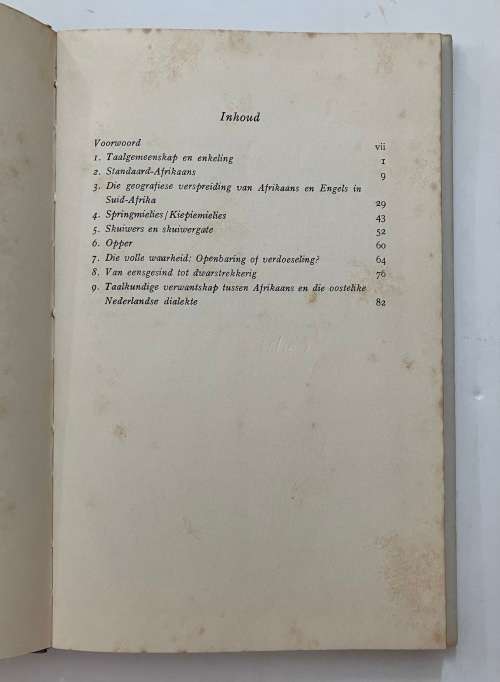 Inhoud
Voorwoord vii
1. Taalgemeenskap en enkeling 1
2. Standaard-Afrikaans 9
3. Die geografiese verspreiding van Afrikaans en Engels in
Suid-Afrika 29
4. Springmielies/Kiepiemielies 43
5. Skuiwers en skuiwergate 52
6. Opper 60
7. Die volle waarheid: Openbaring of verdoeseling? 64
8. Van eensgesind tot dwarstrekkerig 76
9. Taalkundige verwantskap tussen Afrikaans en die oostelike
Nederlandse dialekte 82